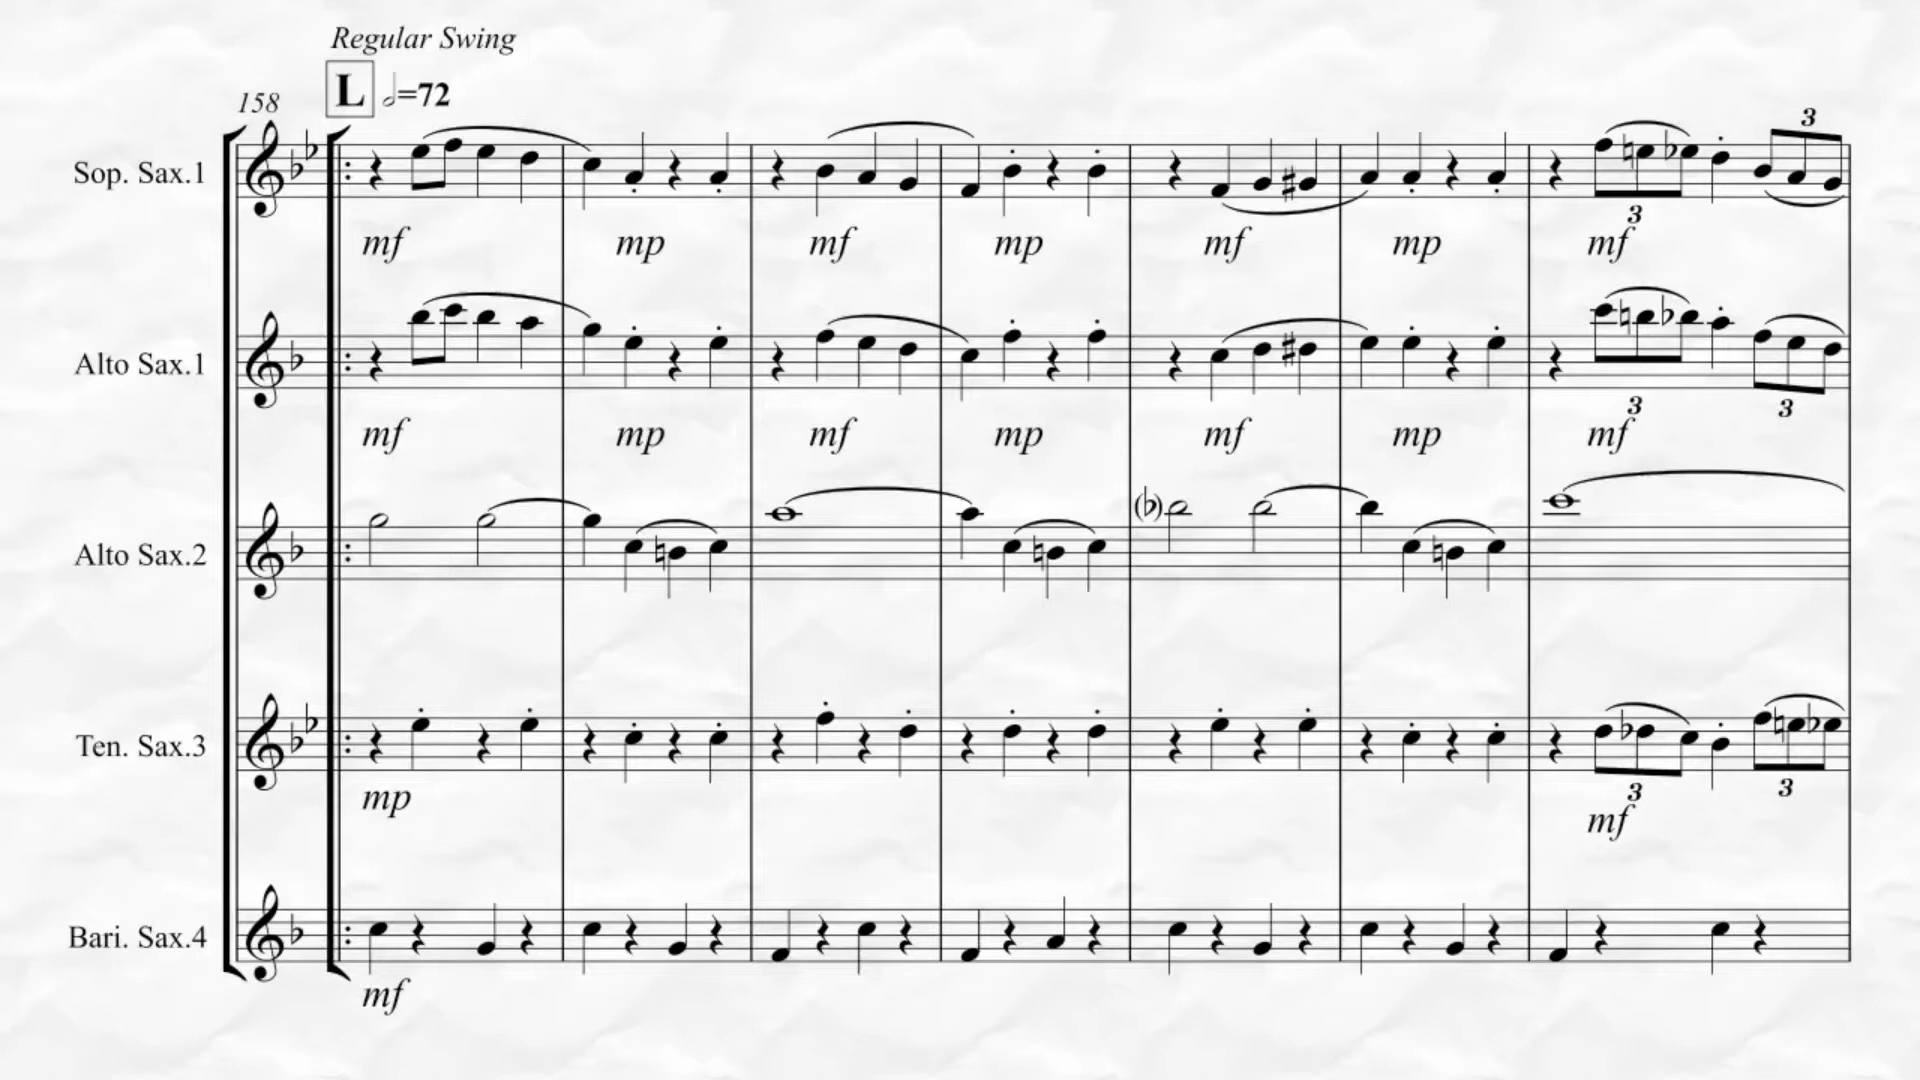 Regular Swing
158 L =72
3
Sop. Sax.1
3
mf mp mf mp mf mp mf
Alto Sax.1
3 3
mf mp mf mp mf mp mf
Alto Sax.2
Ten. Sax.3
3 3
mp mf
Bari. Sax.4
mf